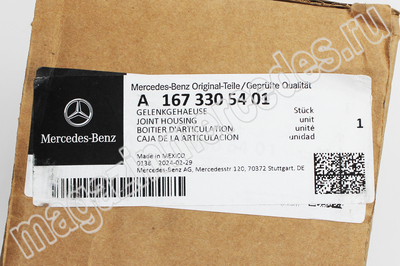 Mercedes-Benz Original-Teile/Geprüfte Qualität
A 167 330 54 01
GELENKGEHAEUSE Stück
JOINT HOUSING unit
BOITIER D'ARTICULATION unité
CAJA DE LA ARTICULACION unidad
1
Mercedes-Benz
Made in MEXICO
0138 2024-02-29
Mercedes-Benz AG, Mercedesstr 120, 70372 Stuttgart, DE
magazin-mercedes.ru